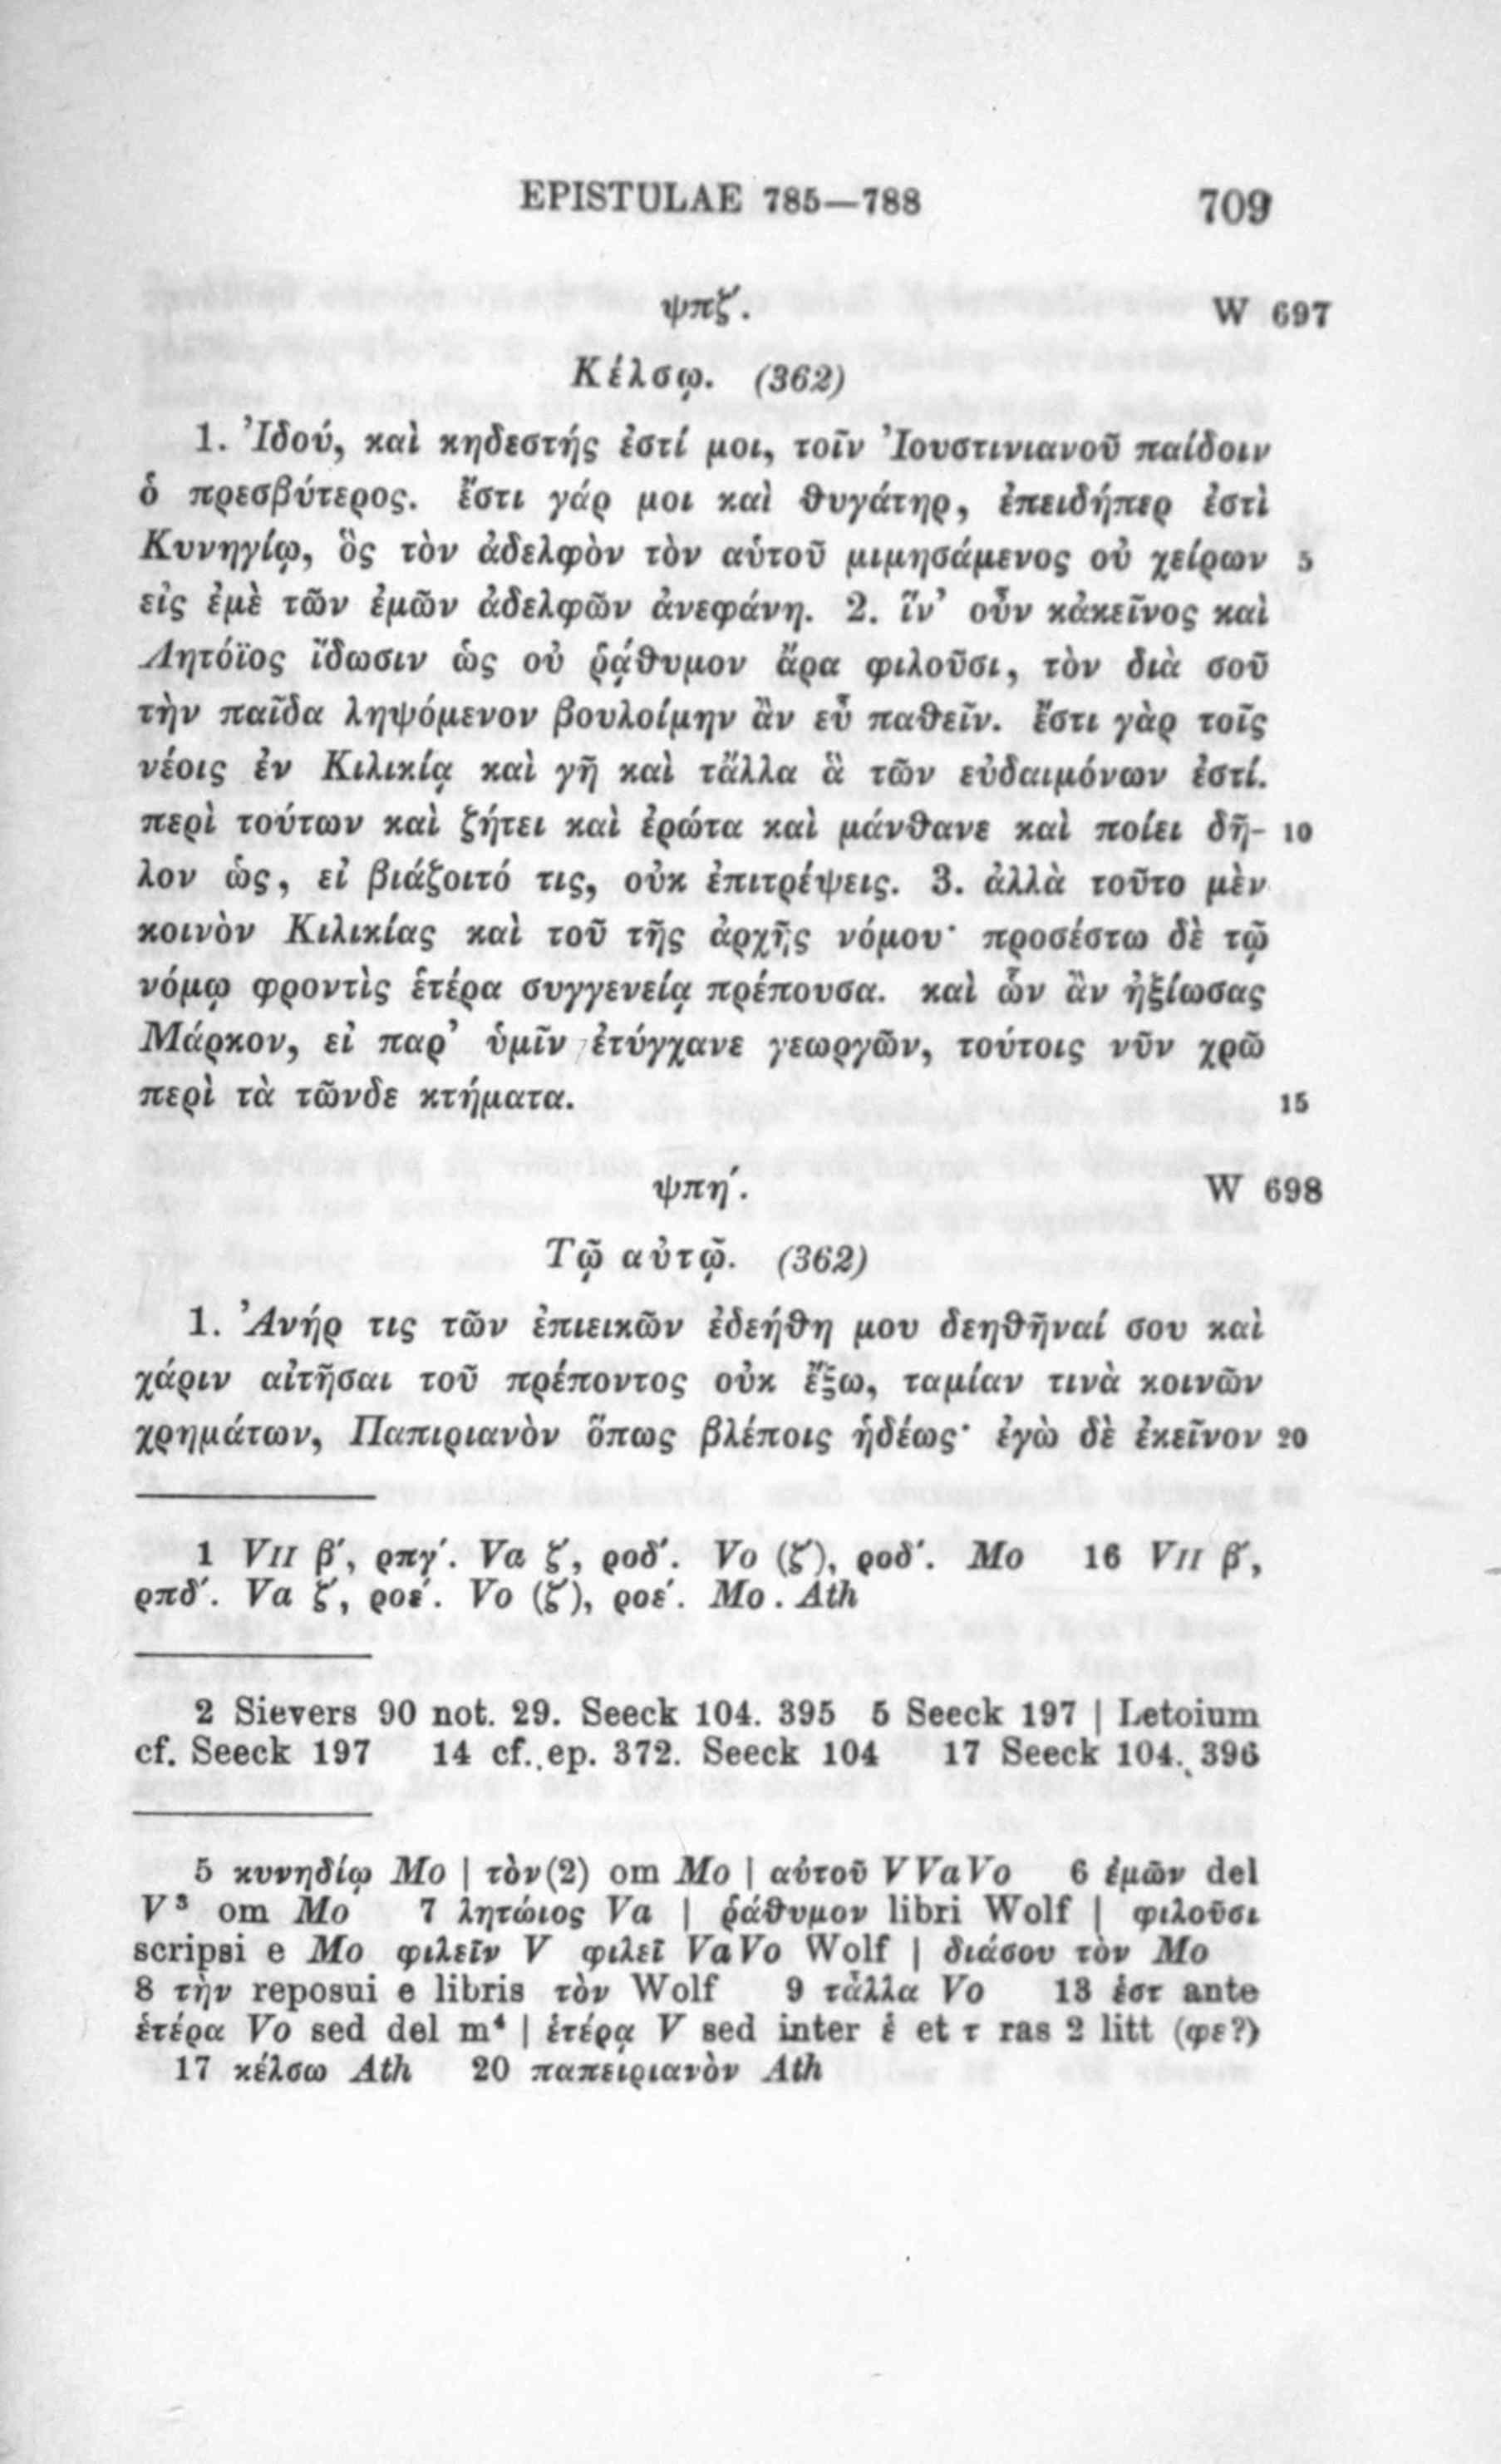 EPISTULAE 785—788 709
ψπζ΄. W 697
Κέλσῳ. (362)
1. Ἰδού, καὶ κηδεστής ἐστί μοι, τοῖν Ἰουστινιανοῦ παίδοιν
ὁ πρεσβύτερος. ἔστι γάρ μοι καὶ θυγάτηρ, ἐπειδήπερ ἐστὶ
Κυνηγίῳ, ὃς τὸν ἀδελφὸν τὸν αὑτοῦ μιμησάμενος οὐ χείρων 5
εἰς ἐμὲ τῶν ἐμῶν ἀδελφῶν ἀνεφάνη. 2. ἵν’ οὖν κἀκεῖνος καὶ
Λητόϊος ἴδωσιν ὡς οὐ ῥᾴθυμον ἄρα φιλοῦσι, τὸν διὰ σοῦ
τὴν παῖδα ληψόμενον βουλοίμην ἂν εὖ παθεῖν. ἔστι γὰρ τοῖς
νέοις ἐν Κιλικίᾳ καὶ γῆ καὶ τἄλλα ἃ τῶν εὐδαιμόνων ἐστί.
περὶ τούτων καὶ ζήτει καὶ ἐρώτα καὶ μάνθανε καὶ ποίει δῆ- 10
λον ὡς, εἰ βιάζοιτό τις, οὐκ ἐπιτρέψεις. 3. ἀλλὰ τοῦτο μὲν
κοινὸν Κιλικίας καὶ τοῦ τῆς ἀρχῆς νόμου· προσέστω δὲ τῷ
νόμῳ φροντὶς ἑτέρα συγγενείᾳ πρέπουσα. καὶ ὧν ἂν ἠξίωσας
Μάρκον, εἰ παρ’ ὑμῖν ἐτύγχανε γεωργῶν, τούτοις νῦν χρῶ
περὶ τὰ τῶνδε κτήματα. 15
ψπη΄. W 698
Τῷ αὐτῷ. (362)
1. Ἀνήρ τις τῶν ἐπιεικῶν ἐδεήθη μου δεηθῆναί σου καὶ
χάριν αἰτῆσαι τοῦ πρέποντος οὐκ ἔξω, ταμίαν τινὰ κοινῶν
χρημάτων, Παπιριανὸν ὅπως βλέποις ἡδέως· ἐγὼ δὲ ἐκεῖνον 20
1 VII β΄, ρπγ΄. Va ζ΄, ροδ΄. Vo (ζ΄), ροδ΄. Mo 16 VII β΄,
ρπδ΄. Va ζ΄, ροέ. Vo (ζ΄), ροε΄. Mo. Ath
2 Sievers 90 not. 29. Seeck 104. 395 5 Seeck 197 | Letoium
cf. Seeck 197 14 cf. ep. 372. Seeck 104 17 Seeck 104. 396
5 κυνηδίῳ Mo | τὸν(2) om Mo | αὐτοῦ V Va Vo 6 ἐμῶν del
V³ om Mo 7 λητώιος Va | ῥάθυμον libri Wolf | φιλοῦσι
scripsi e Mo φιλεῖν V φιλεῖ Va Vo Wolf | διάσου τὸν Mo
8 τὴν reposui e libris τὸν Wolf 9 τἆλλα Vo 13 ἐστ ante
ἑτέρα Vo sed del m⁴ | ἑτέρᾳ V sed inter ἑ et τ ras 2 litt (φε?)
17 κέλσω Ath 20 παπειριανὸν Ath